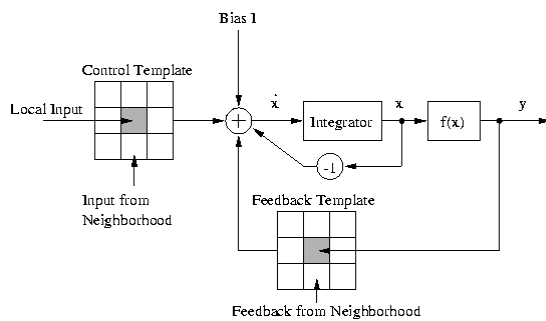 Bias I
Control Template
Local Input
ẋ
x
y
Integrator
f(x)
-1
Input from
Neighborhood
Feedback Template
Feedback from Neighborhood